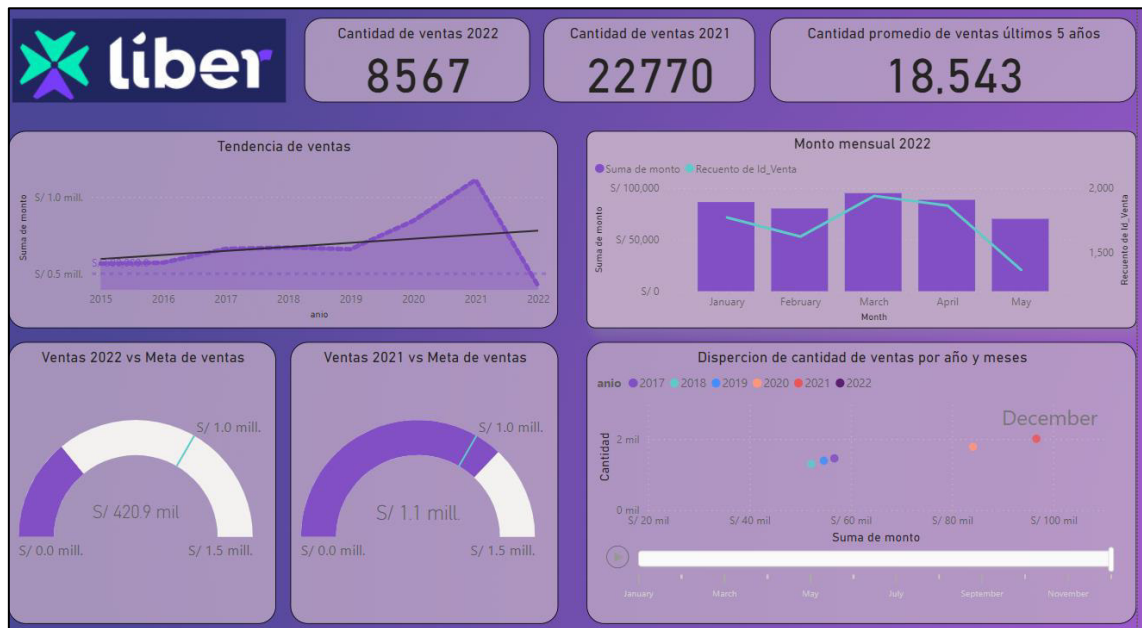 liber
Cantidad de ventas 2022
8567
Cantidad de ventas 2021
22770
Cantidad promedio de ventas últimos 5 años
18,543
Tendencia de ventas
Suma de monto
S/ 1.0 mill.
S/ 0.5 mill.
2015 2016 2017 2018 2019 2020 2021 2022
anio
Monto mensual 2022
Suma de monto Recuento de Id_Venta
Suma de monto
S/ 100,000
S/ 50,000
S/ 0
2,000
1,500
Recuento de Id_Venta
January February March April May
Month
Ventas 2022 vs Meta de ventas
S/ 1.0 mill.
S/ 420.9 mil
S/ 0.0 mill. S/ 1.5 mill.
Ventas 2021 vs Meta de ventas
S/ 1.0 mill.
S/ 1.1 mill.
S/ 0.0 mill. S/ 1.5 mill.
Dispercion de cantidad de ventas por año y meses
anio 2017 2018 2019 2020 2021 2022
December
Cantidad
2 mil
0 mil
S/ 20 mil S/ 40 mil S/ 60 mil S/ 80 mil S/ 100 mil
Suma de monto
January March May July September November